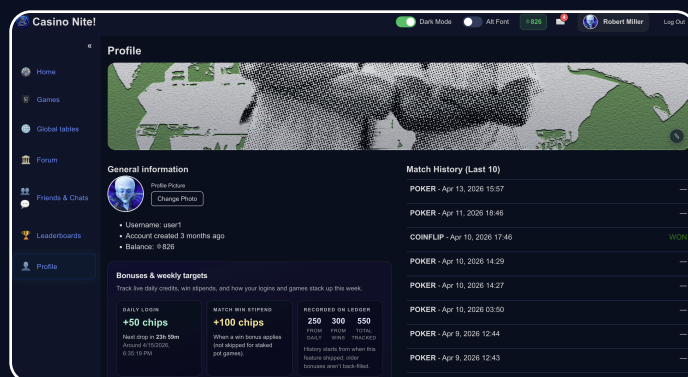 Casino Nite!
Dark Mode
Alt Font
826
4
Robert Miller
Log Out
«
Home
Games
Global tables
Forum
Friends & Chats
Leaderboards
Profile
Profile
General information
Profile Picture
Change Photo
• Username: user1
• Account created 3 months ago
• Balance: 826
Bonuses & weekly targets
Track live daily credits, win stipends, and how your logins and games stack up this week.
DAILY LOGIN
+50 chips
Next drop in 23h 59m
Around 4/15/2026,
6:35:19 PM
MATCH WIN STIPEND
+100 chips
When a win bonus applies
(not skipped for staked
pot games).
RECORDED ON LEDGER
250 300 550
FROM FROM TOTAL
DAILY WINS TRACKED
History starts from when this
feature shipped; older
bonuses aren't back-filled.
Match History (Last 10)
POKER - Apr 13, 2026 15:57 —
POKER - Apr 11, 2026 18:46 —
COINFLIP - Apr 10, 2026 17:46 WON
POKER - Apr 10, 2026 14:29 —
POKER - Apr 10, 2026 14:27 —
POKER - Apr 10, 2026 03:50 —
POKER - Apr 9, 2026 12:44 —
POKER - Apr 9, 2026 12:43 —